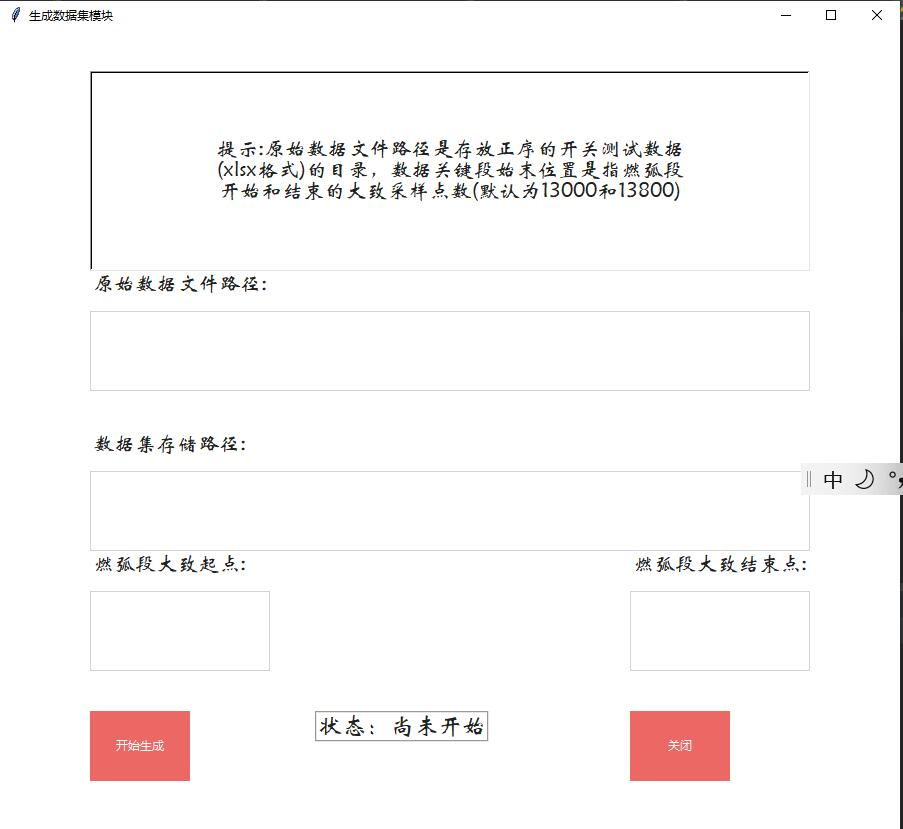 生成数据集模块
提示:原始数据文件路径是存放正序的开关测试数据
(xlsx格式)的目录，数据关键段始末位置是指燃弧段
开始和结束的大致采样点数(默认为13000和13800)
原始数据文件路径:
数据集存储路径:
中
燃弧段大致起点:
燃弧段大致结束点:
开始生成
状态：尚未开始
关闭